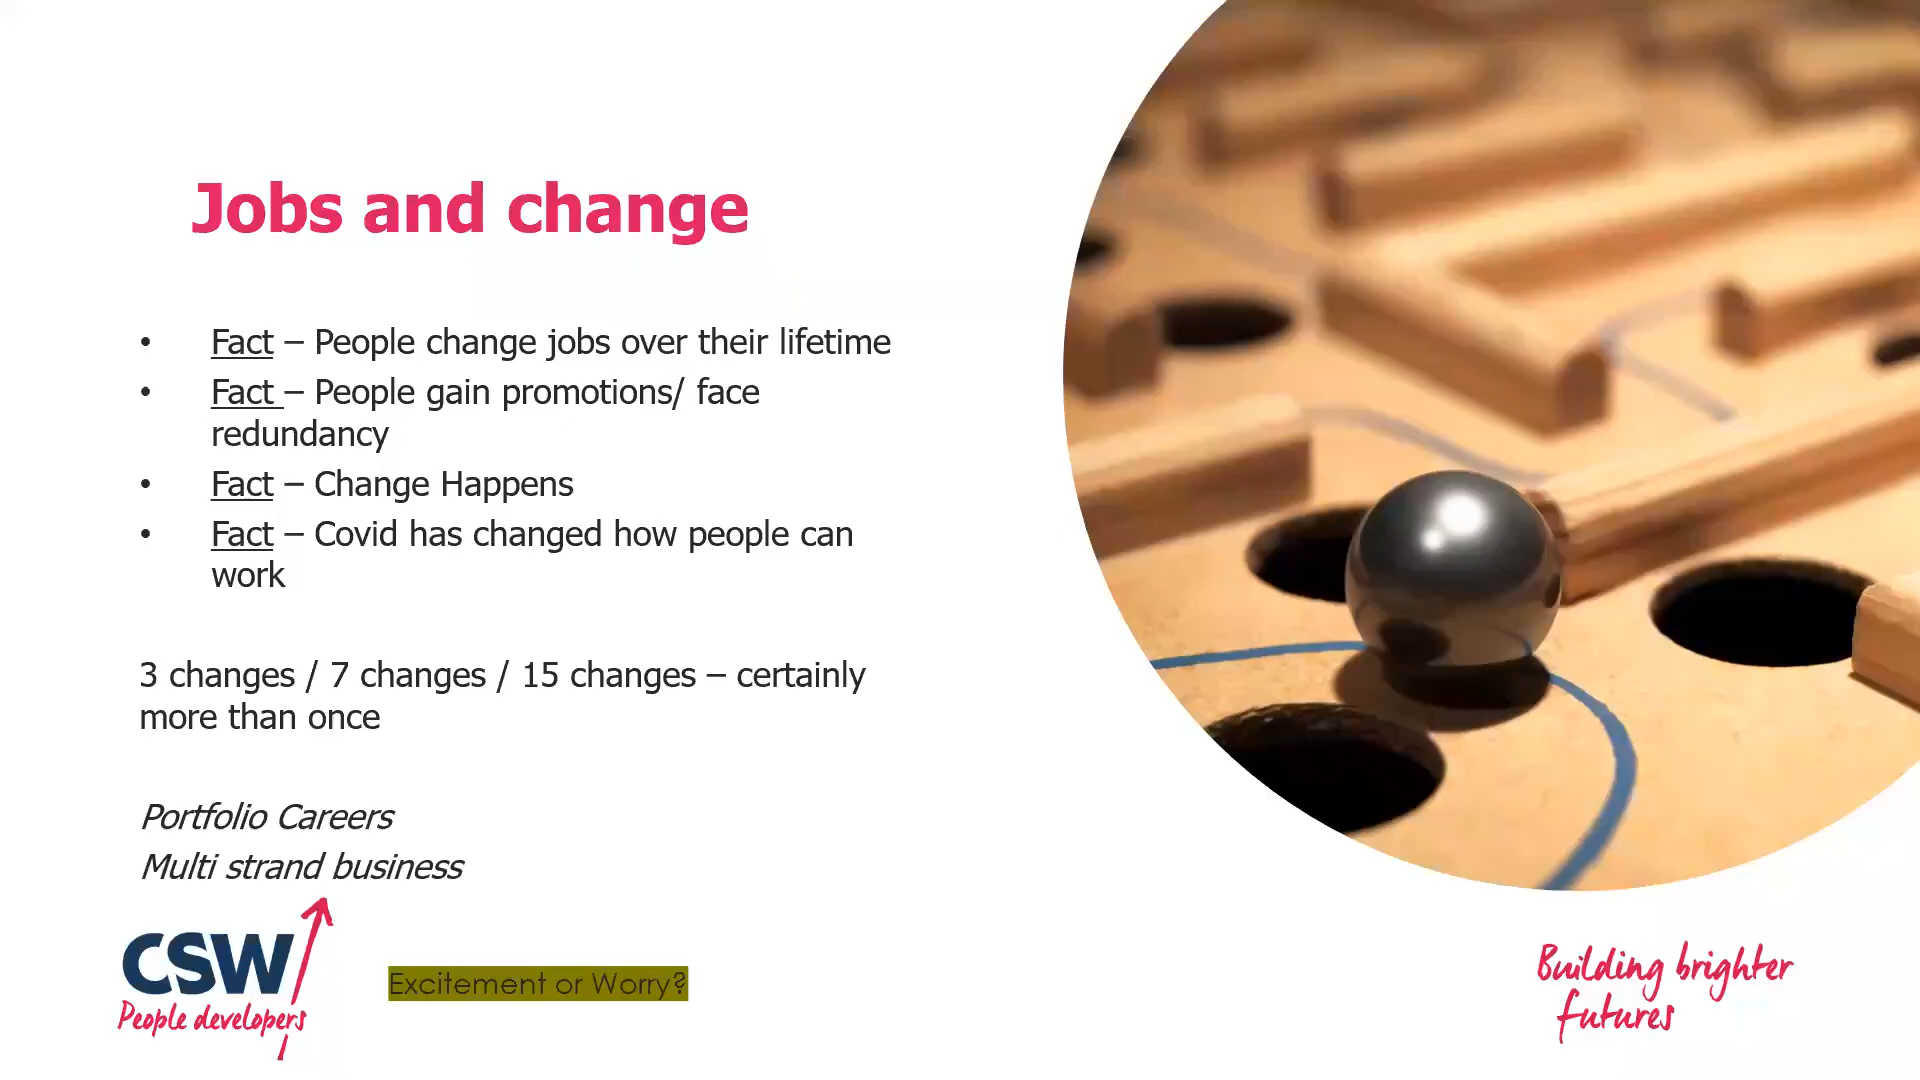 Jobs and change
• Fact – People change jobs over their lifetime
• Fact – People gain promotions/ face
redundancy
• Fact – Change Happens
• Fact – Covid has changed how people can
work
3 changes / 7 changes / 15 changes – certainly
more than once
Portfolio Careers
Multi strand business
CSW
People developers
Excitement or Worry?
Building brighter
futures